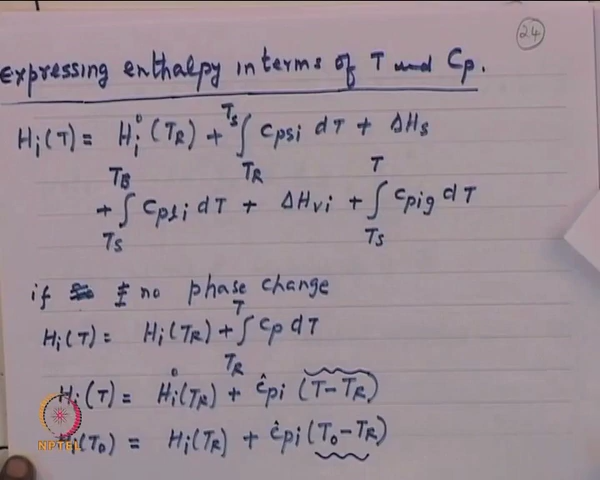 24
Expressing enthalpy in terms of T and Cp.
Hi(T) = Hi°(TR) + ∫_{TR}^{Ts} Cpsi dT + ΔHs
+ ∫_{Ts}^{TB} Cpli dT + ΔHvi + ∫_{Ts}^{T} Cpig dT
if no phase change
Hi(T) = Hi(TR) + ∫_{TR}^{T} Cp dT
Hi(T) = Hi°(TR) + Ĉpi (T-TR)
Hi(T0) = Hi(TR) + Ĉpi (T0-TR)
NPTEL